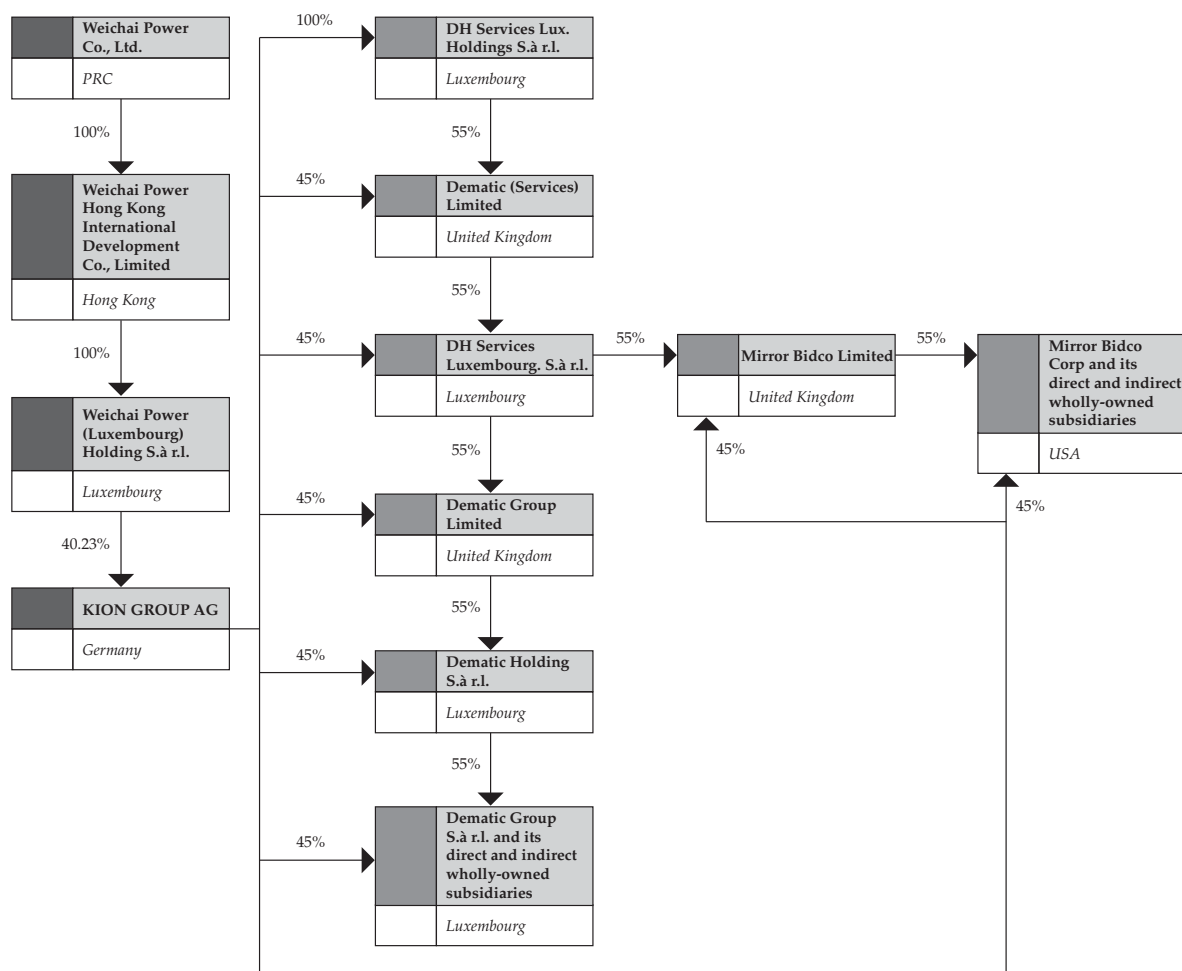 Weichai Power
Co., Ltd.
PRC
100%
Weichai Power
Hong Kong
International
Development
Co., Limited
Hong Kong
100%
Weichai Power
(Luxembourg)
Holding S.à r.l.
Luxembourg
40.23%
KION GROUP AG
Germany
100%
DH Services Lux.
Holdings S.à r.l.
Luxembourg
55%
45%
Dematic (Services)
Limited
United Kingdom
55%
45%
DH Services
Luxembourg. S.à r.l.
Luxembourg
55%
45%
Dematic Group
Limited
United Kingdom
55%
45%
Dematic Holding
S.à r.l.
Luxembourg
55%
45%
Dematic Group
S.à r.l. and its
direct and indirect
wholly-owned
subsidiaries
Luxembourg
55%
Mirror Bidco Limited
United Kingdom
45%
55%
Mirror Bidco
Corp and its
direct and indirect
wholly-owned
subsidiaries
USA
45%